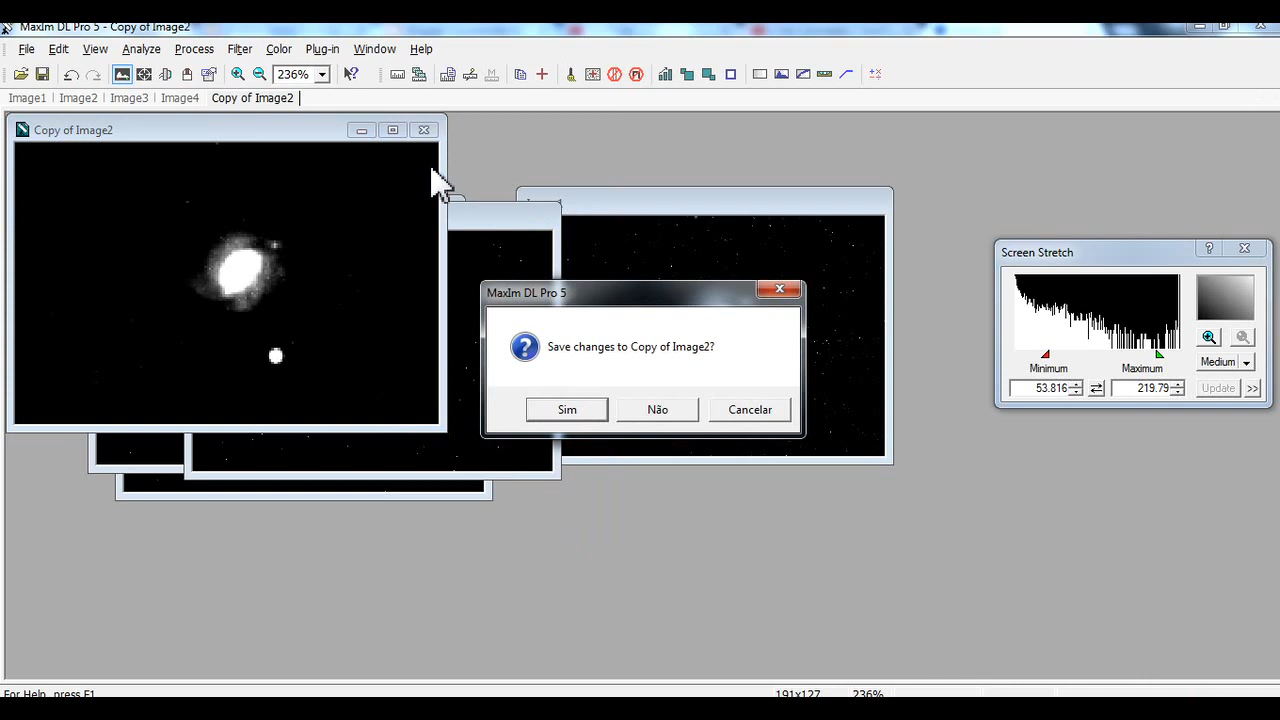 MaxIm DL Pro 5 - Copy of Image2
File Edit View Analyze Process Filter Color Plug-in Window Help
236%
Image1 Image2 Image3 Image4 Copy of Image2
Copy of Image2
Screen Stretch
MaxIm DL Pro 5
Save changes to Copy of Image2?
Sim Não Cancelar
Medium
Minimum Maximum
53.816 219.79 Update >>
For Help, press F1 191x127 236%